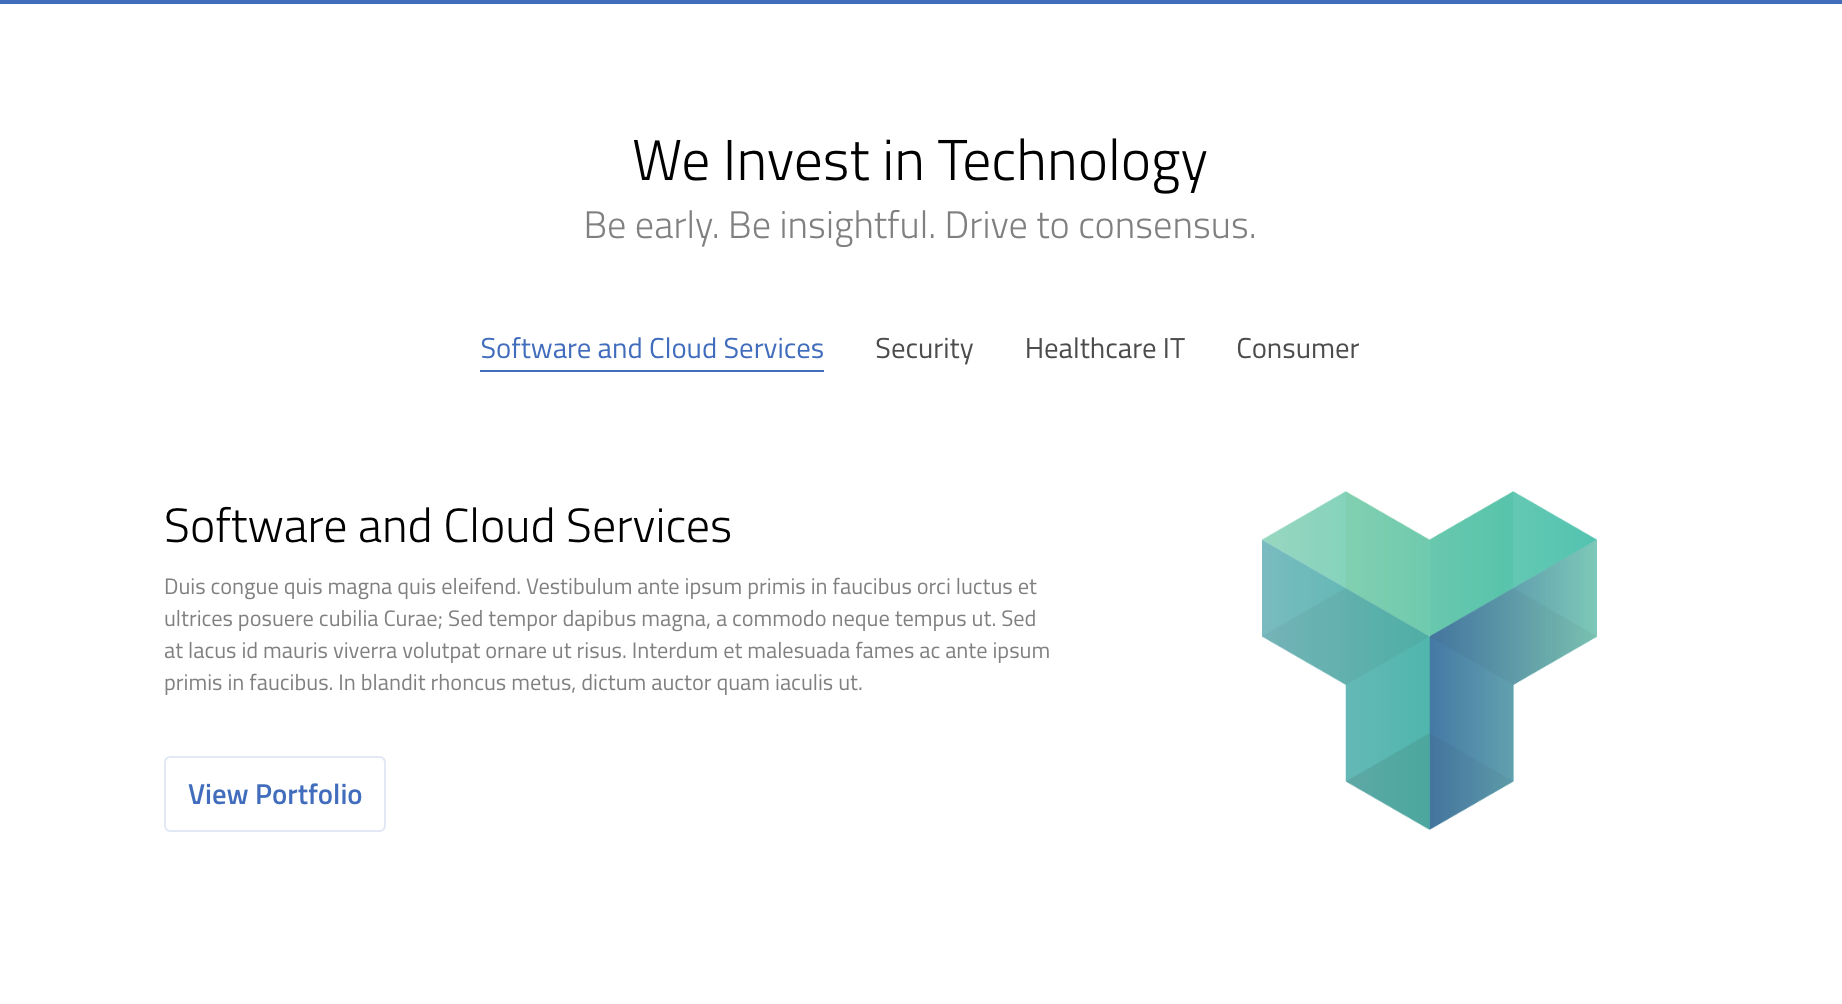 We Invest in Technology
Be early. Be insightful. Drive to consensus.
Software and Cloud Services
Security
Healthcare IT
Consumer
Software and Cloud Services
Duis congue quis magna quis eleifend. Vestibulum ante ipsum primis in faucibus orci luctus et
ultrices posuere cubilia Curae; Sed tempor dapibus magna, a commodo neque tempus ut. Sed
at lacus id mauris viverra volutpat ornare ut risus. Interdum et malesuada fames ac ante ipsum
primis in faucibus. In blandit rhoncus metus, dictum auctor quam iaculis ut.
View Portfolio